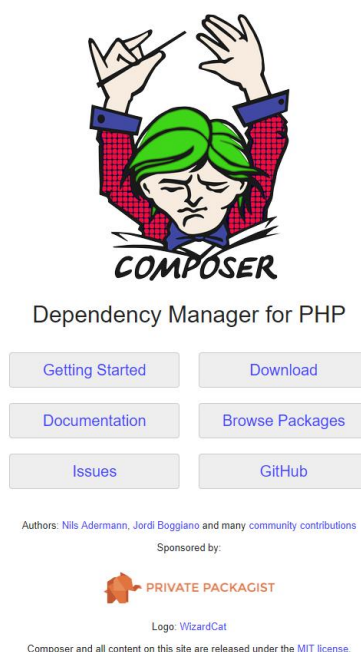 COMPOSER
Dependency Manager for PHP
Getting Started
Download
Documentation
Browse Packages
Issues
GitHub
Authors: Nils Adermann, Jordi Boggiano and many community contributions
Sponsored by:
PRIVATE PACKAGIST
Logo: WizardCat
Composer and all content on this site are released under the MIT license.